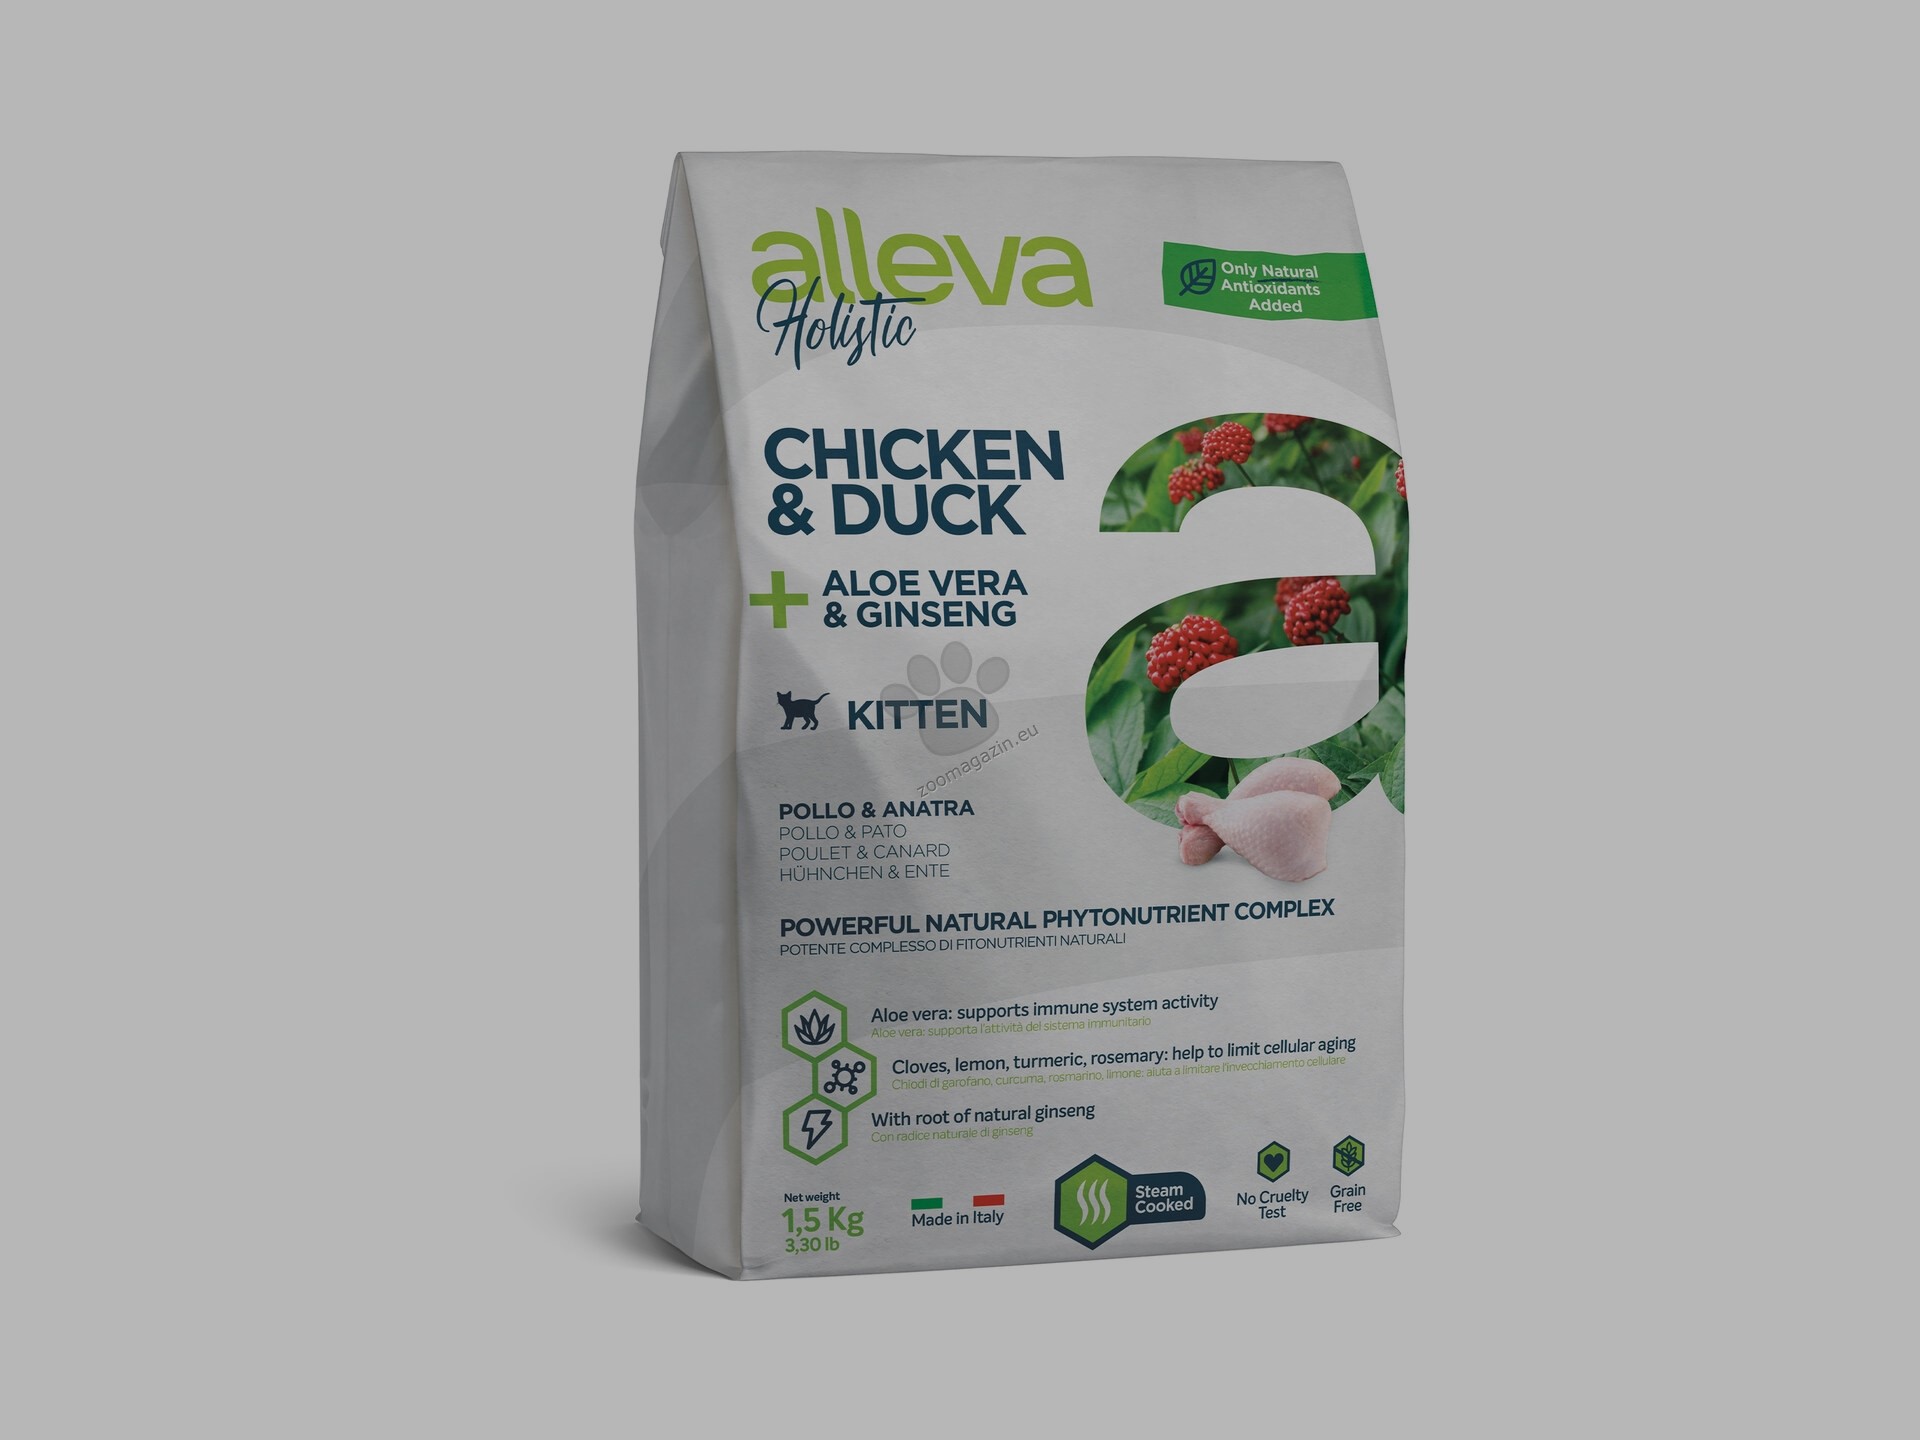 alleva
Holistic
Only Natural
Antioxidants
Added
CHICKEN
& DUCK
+ ALOE VERA
& GINSENG
KITTEN
zoomagazin.eu
POLLO & ANATRA
POLLO & PATO
POULET & CANARD
HÜHNCHEN & ENTE
POWERFUL NATURAL PHYTONUTRIENT COMPLEX
POTENTE COMPLESSO DI FITONUTRIENTI NATURALI
Aloe vera: supports immune system activity
Aloe vera: supporta l'attività del sistema immunitario
Cloves, lemon, turmeric, rosemary: help to limit cellular aging
Chiodi di garofano, curcuma, rosmarino, limone: aiuta a limitare l'invecchiamento cellulare
With root of natural ginseng
Con radice naturale di ginseng
Net weight
1,5 Kg
3,30 lb
Made in Italy
Steam
Cooked
No Cruelty
Test
Grain
Free